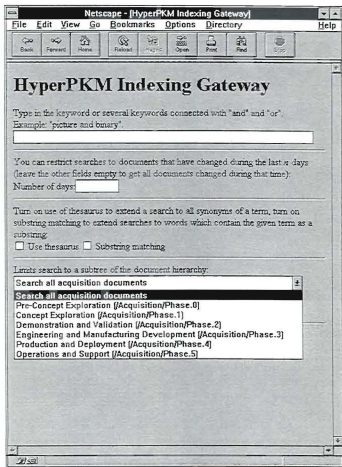 Netscape - [HyperPKM Indexing Gateway]
File Edit View Go Bookmarks Options Directory Help
Back Forward Home Reload Images Open Print Find Stop
HyperPKM Indexing Gateway
Type in the keyword or several keywords connected with "and" and "or"
Example: "picture and binary".
You can restrict searches to documents that have changed during the last n days
(leave the other fields empty to get all documents changed during that time):
Number of days:
Turn on use of thesaurus to extend a search to all synonyms of a term, turn on
substring matching to extend searches to words which contain the given term as a
substring:
Use thesaurus Substring matching
Limits search to a subtree of the document hierarchy:
Search all acquisition documents
Search all acquisition documents
Pre-Concept Exploration [/Acquisition/Phase.0]
Concept Exploration [/Acquisition/Phase.1]
Demonstration and Validation [/Acquisition/Phase.2]
Engineering and Manufacturing Development [/Acqusition/Phase.3]
Production and Deployment [/Acqusition/Phase.4]
Operations and Support [/Acqusition/Phase.5]